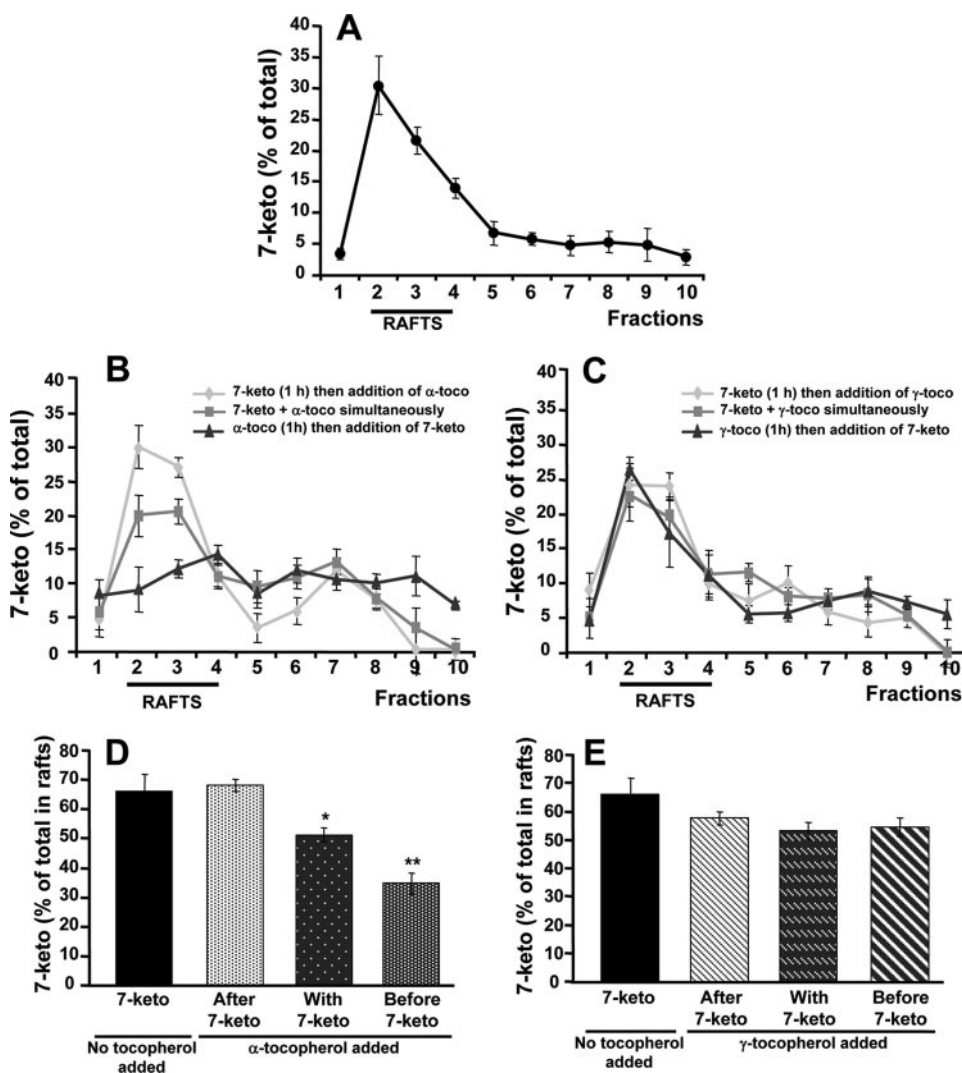 A
7-keto (% of total)
40
35
30
25
20
15
10
5
0
1 2 3 4 5 6 7 8 9 10
RAFTS
Fractions
B
7-keto (% of total)
40
35
30
25
20
15
10
5
0
7-keto (1 h) then addition of α-toco
7-keto + α-toco simultaneously
α-toco (1h) then addition of 7-keto
1 2 3 4 5 6 7 8 9 10
RAFTS
Fractions
C
7-keto (% of total)
40
35
30
25
20
15
10
5
0
7-keto (1 h) then addition of γ-toco
7-keto + γ-toco simultaneously
γ-toco (1h) then addition of 7-keto
1 2 3 4 5 6 7 8 9 10
RAFTS
Fractions
D
7-keto (% of total in rafts)
80
70
60
50
40
30
20
10
0
*
**
7-keto After With Before
7-keto 7-keto 7-keto
No tocopherol α-tocopherol added
added
E
7-keto (% of total in rafts)
80
70
60
50
40
30
20
10
0
7-keto After With Before
7-keto 7-keto 7-keto
No tocopherol γ-tocopherol added
added